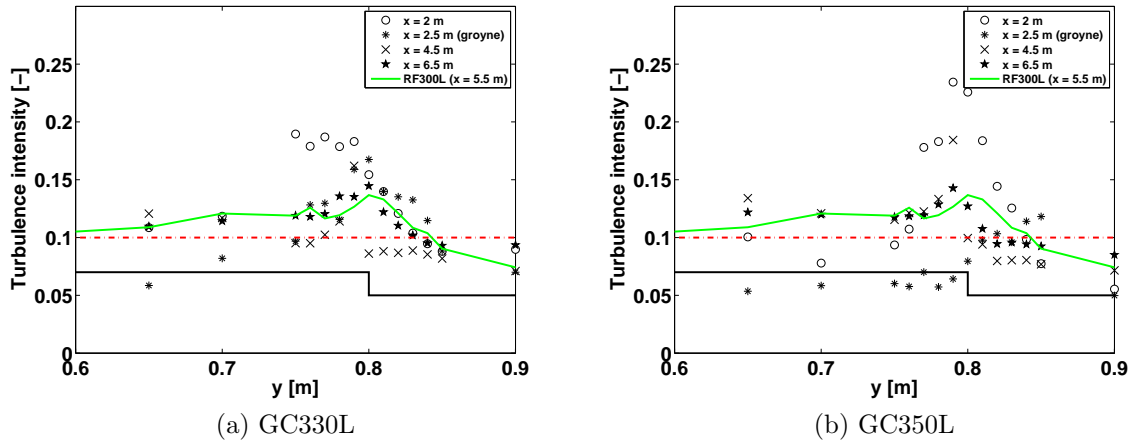 Turbulence intensity [−]
0.25
0.2
0.15
0.1
0.05
0
0.6
0.7
0.8
0.9
y [m]
x = 2 m
x = 2.5 m (groyne)
x = 4.5 m
x = 6.5 m
RF300L (x = 5.5 m)
(a) GC330L
Turbulence intensity [−]
0.25
0.2
0.15
0.1
0.05
0
0.6
0.7
0.8
0.9
y [m]
x = 2 m
x = 2.5 m (groyne)
x = 4.5 m
x = 6.5 m
RF300L (x = 5.5 m)
(b) GC350L